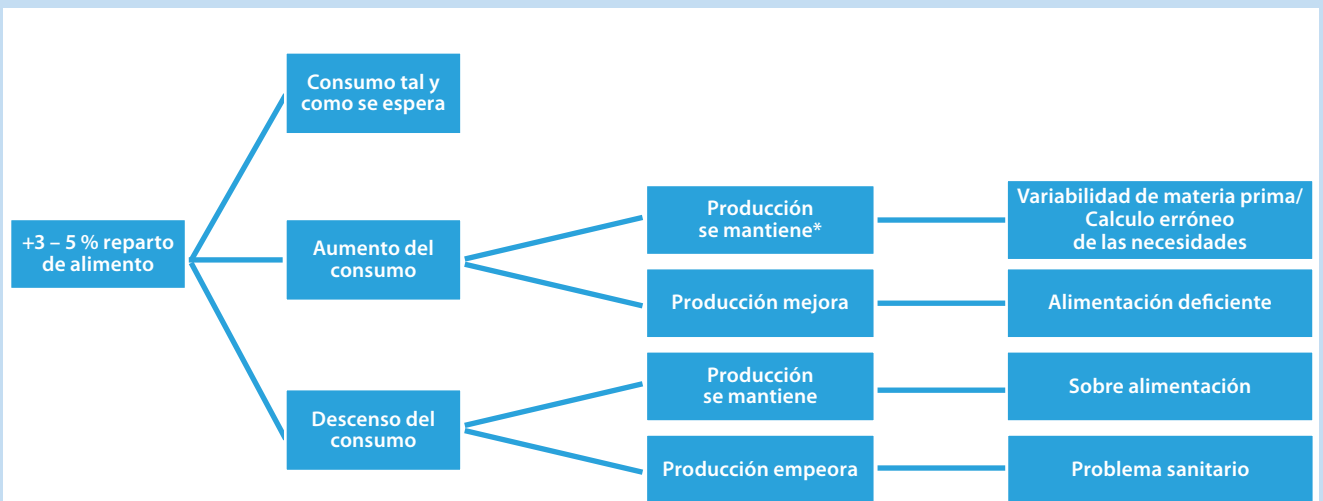 Consumo tal y
como se espera
+3 – 5 % reparto
de alimento
Aumento del
consumo
Producción
se mantiene*
Variabilidad de materia prima/
Calculo erróneo
de las necesidades
Producción mejora
Alimentación deficiente
Descenso del
consumo
Producción
se mantiene
Sobre alimentación
Producción empeora
Problema sanitario